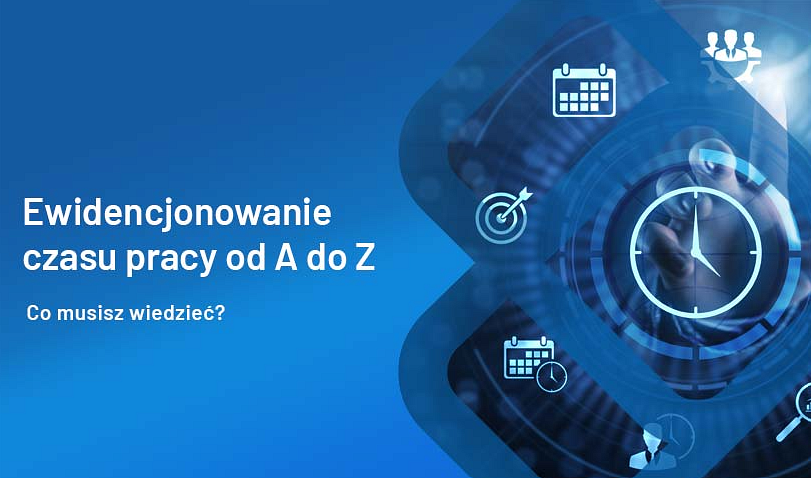 Ewidencjonowanie
czasu pracy od A do Z
Co musisz wiedzieć?